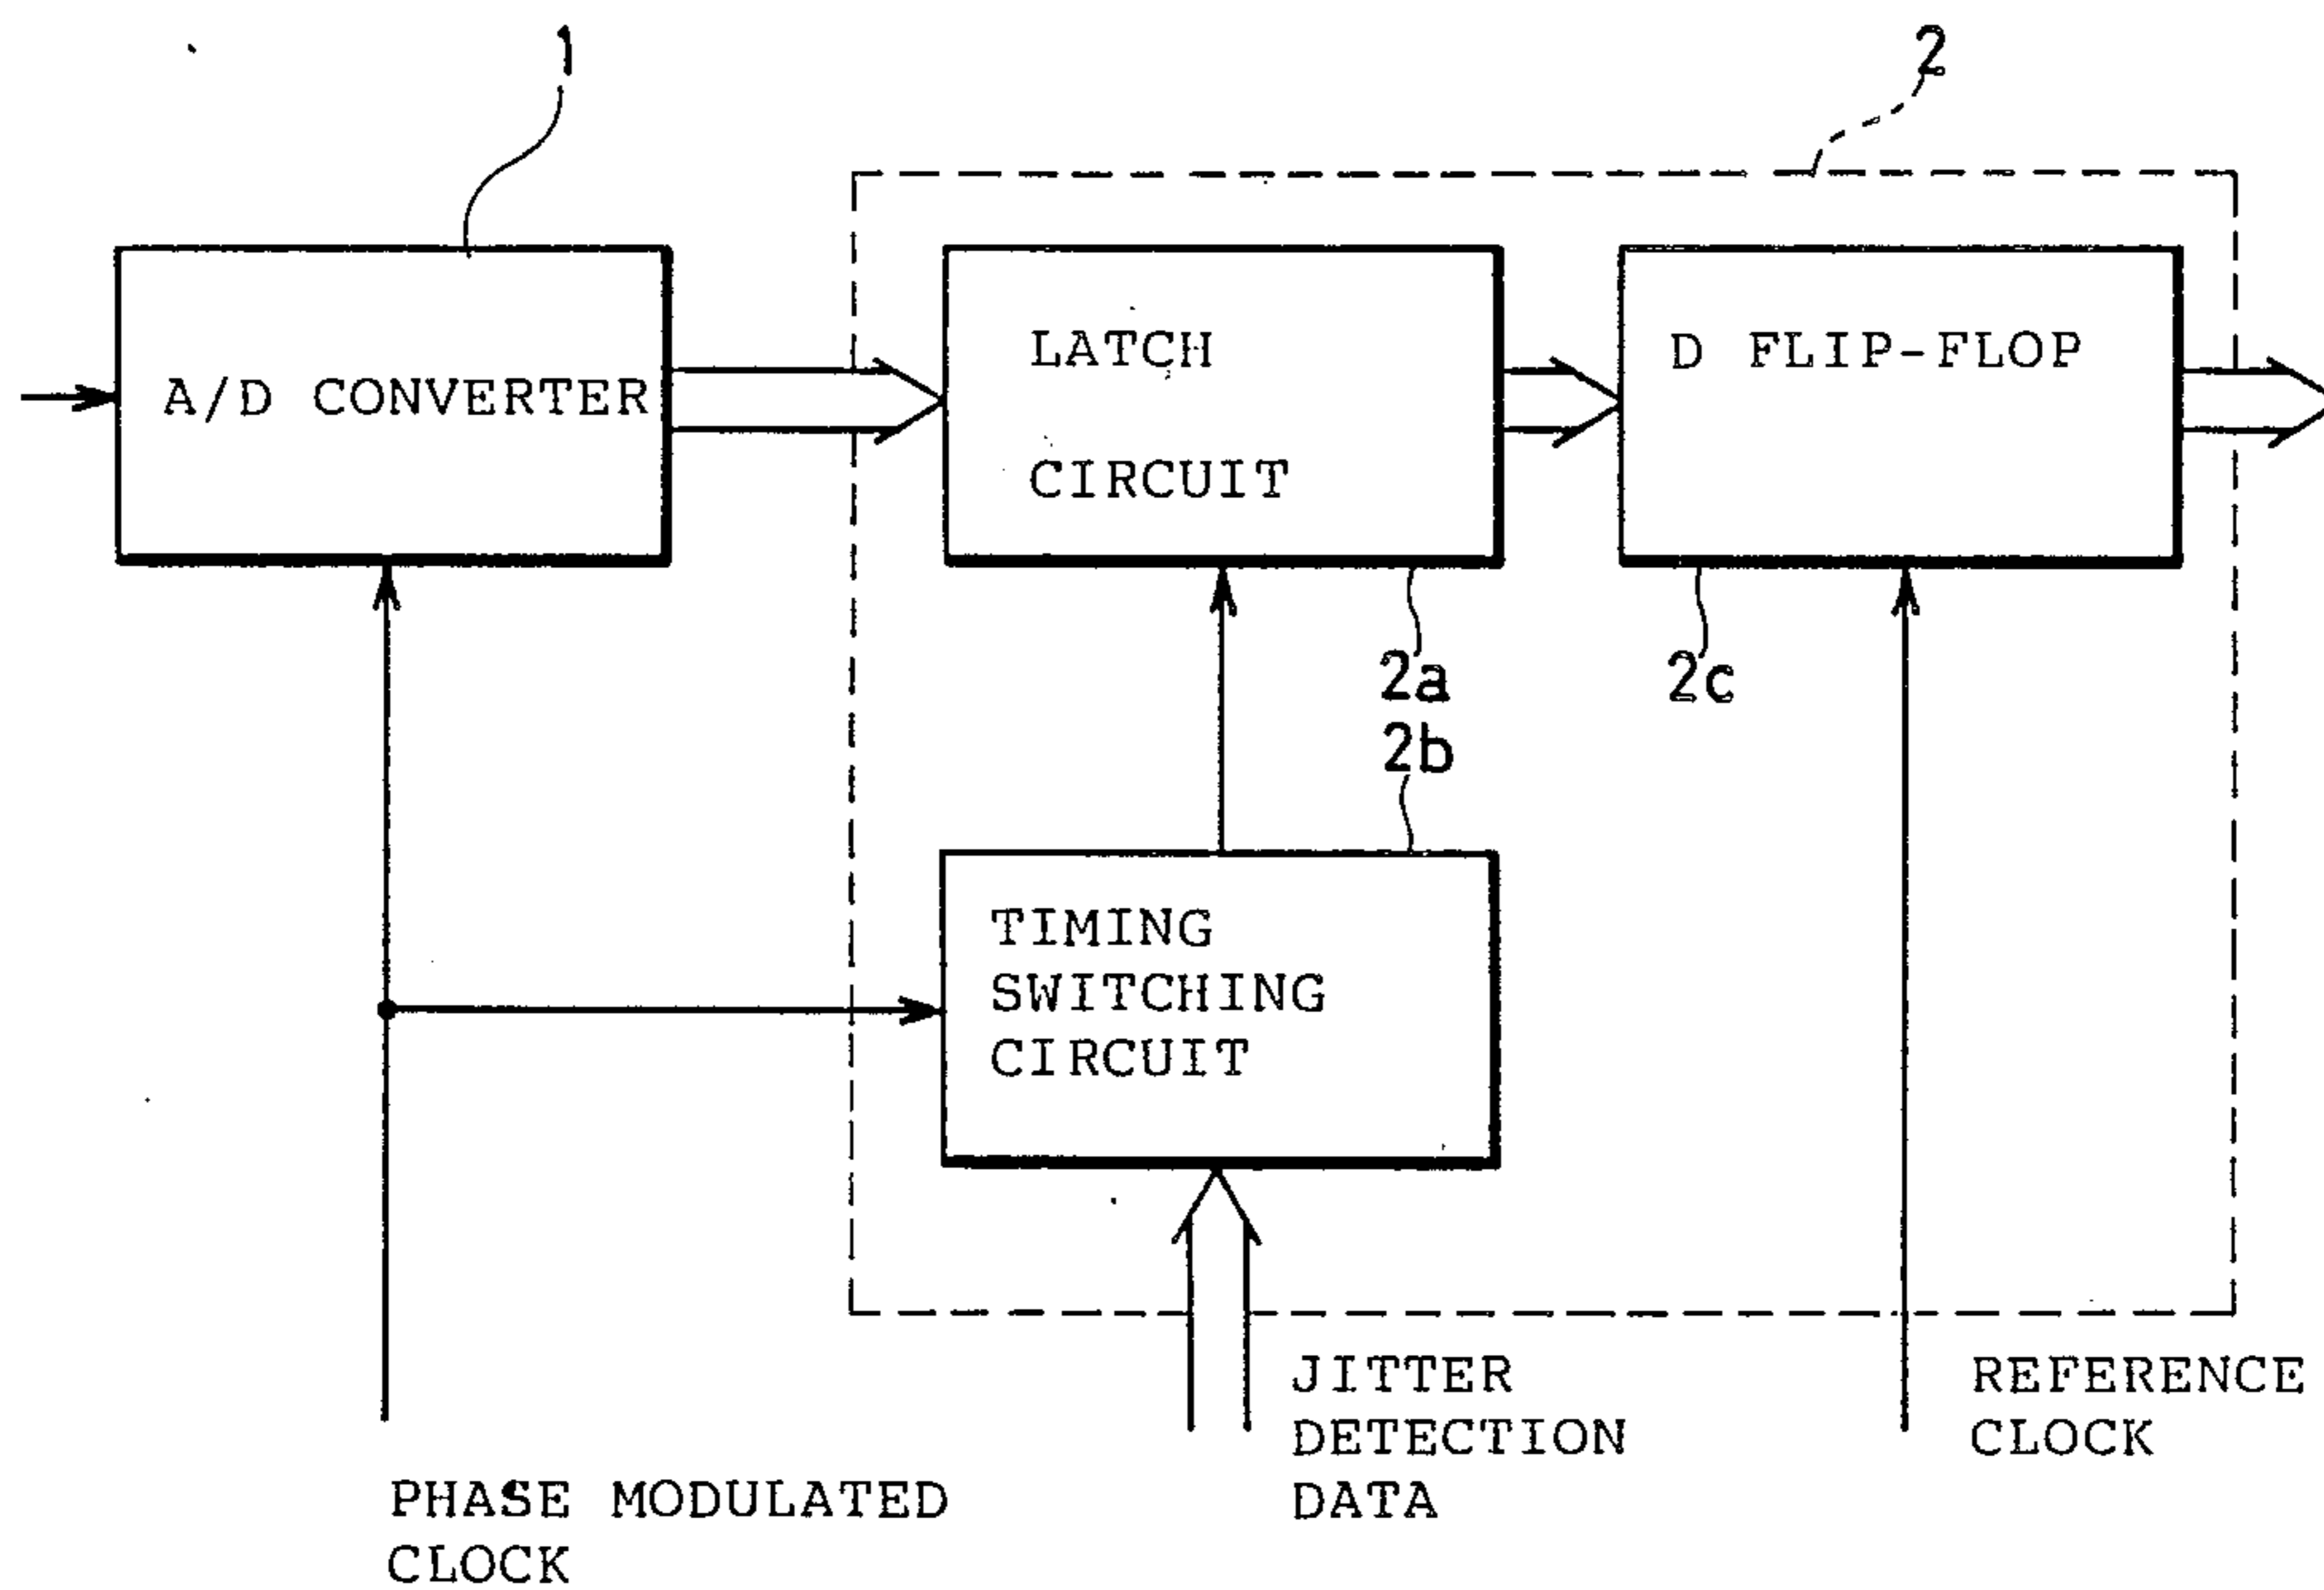 1
2
A/D CONVERTER
LATCH
CIRCUIT
D FLIP-FLOP
2a
2c
2b
TIMING
SWITCHING
CIRCUIT
JITTER
DETECTION
DATA
REFERENCE
CLOCK
PHASE MODULATED
CLOCK